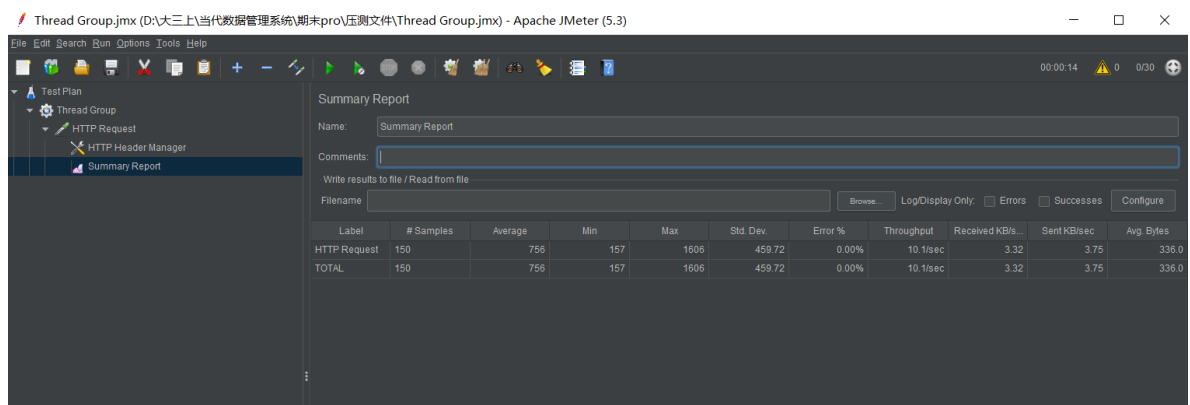 Thread Group.jmx (D:\大三上\当代数据管理系统\期末pro\压测文件\Thread Group.jmx) - Apache JMeter (5.3)
File Edit Search Run Options Tools Help
00:00:14 0 0/30
Test Plan
Thread Group
HTTP Request
HTTP Header Manager
Summary Report
Summary Report
Name: Summary Report
Comments:
Write results to file / Read from file
Filename Browse... Log/Display Only: Errors Successes Configure
Label # Samples Average Min Max Std. Dev. Error % Throughput Received KB/s... Sent KB/sec Avg. Bytes
HTTP Request 150 756 157 1606 459.72 0.00% 10.1/sec 3.32 3.75 336.0
TOTAL 150 756 157 1606 459.72 0.00% 10.1/sec 3.32 3.75 336.0